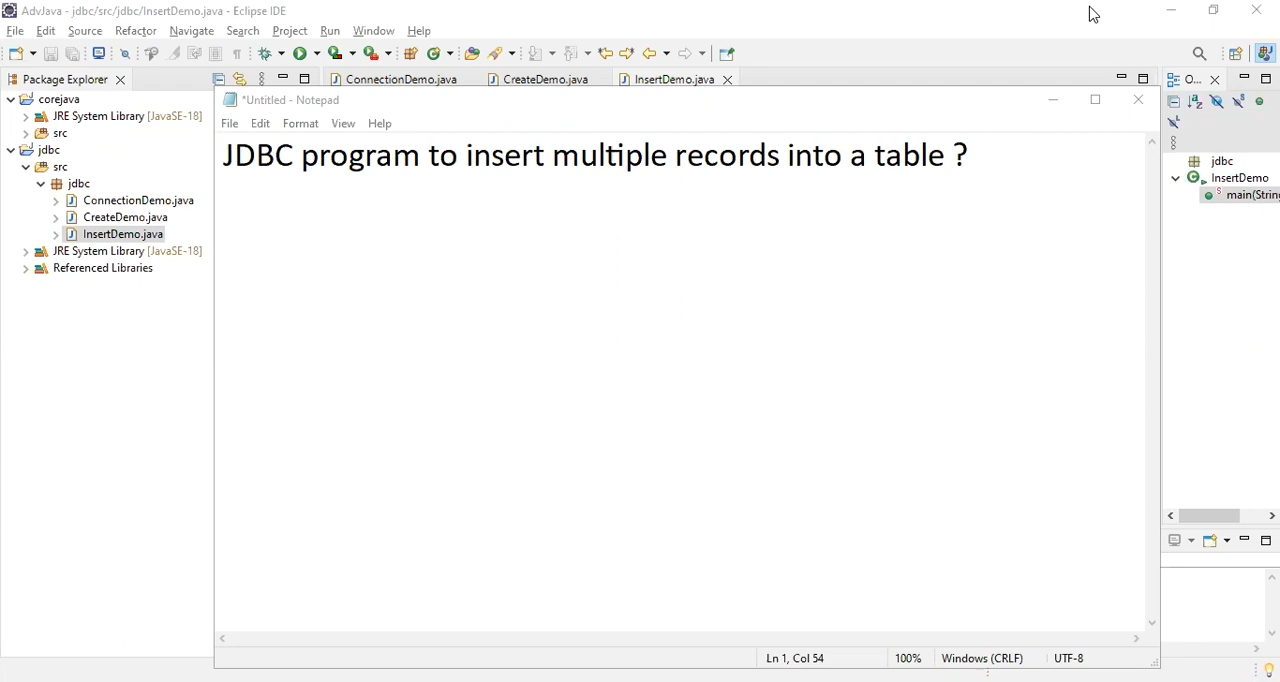 AdvJava - jdbc/src/jdbc/InsertDemo.java - Eclipse IDE
File Edit Source Refactor Navigate Search Project Run Window Help
Package Explorer
ConnectionDemo.java
CreateDemo.java
InsertDemo.java
O...
corejava
JRE System Library [JavaSE-18]
src
jdbc
src
jdbc
ConnectionDemo.java
CreateDemo.java
InsertDemo.java
JRE System Library [JavaSE-18]
Referenced Libraries
*Untitled - Notepad
File Edit Format View Help
JDBC program to insert multiple records into a table ?
Ln 1, Col 54 100% Windows (CRLF) UTF-8
jdbc
InsertDemo
main(String